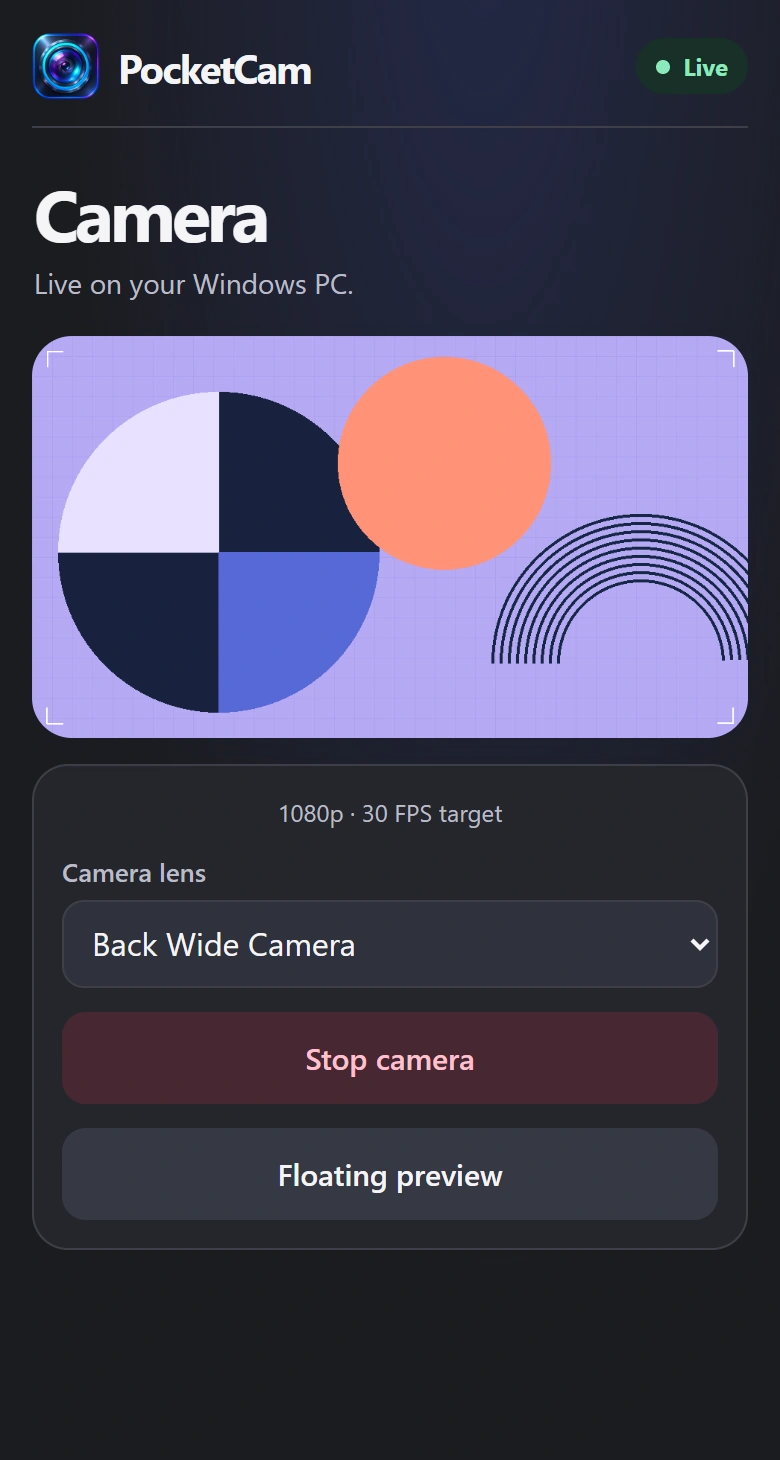 PocketCam
Live
Camera
Live on your Windows PC.
1080p · 30 FPS target
Camera lens
Back Wide Camera
Stop camera
Floating preview